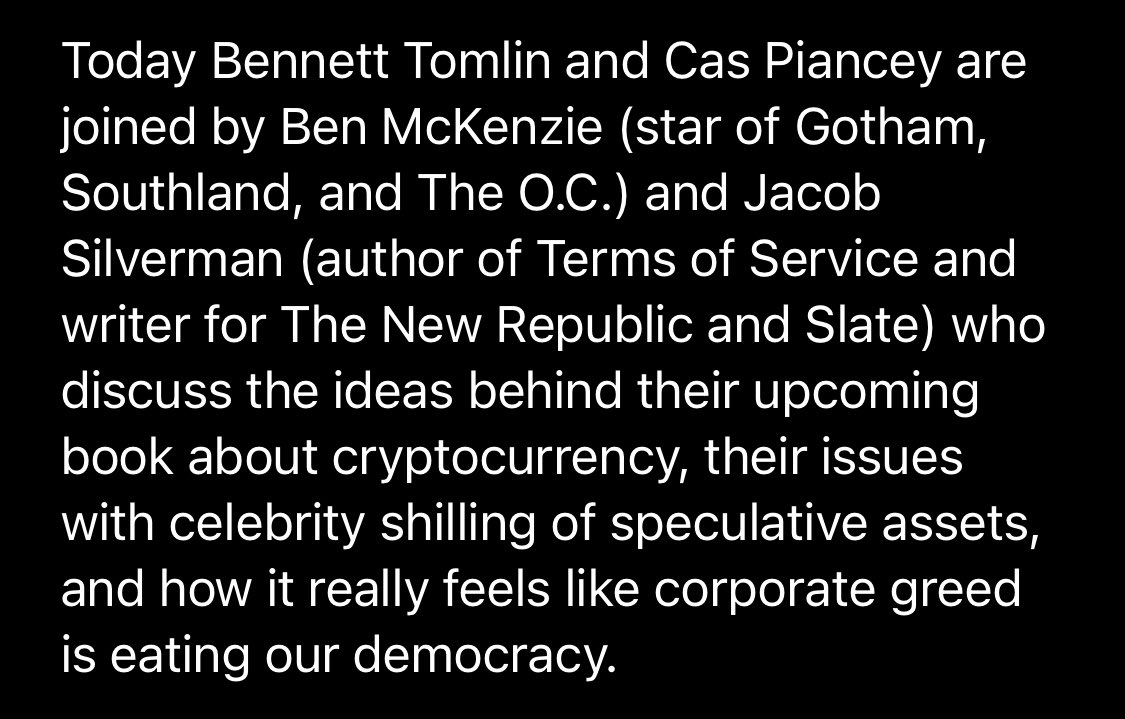 Today Bennett Tomlin and Cas Piancey are
joined by Ben McKenzie (star of Gotham,
Southland, and The O.C.) and Jacob
Silverman (author of Terms of Service and
writer for The New Republic and Slate) who
discuss the ideas behind their upcoming
book about cryptocurrency, their issues
with celebrity shilling of speculative assets,
and how it really feels like corporate greed
is eating our democracy.